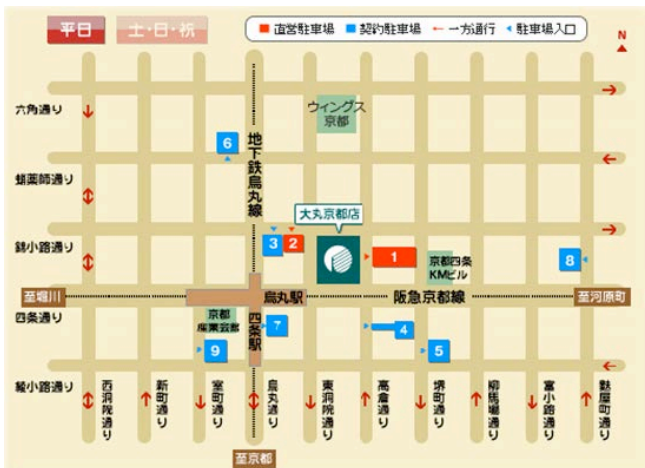 平日
土・日・祝
直営駐車場
契約駐車場
一方通行
駐車場入口
N
六角通り
ウィングス
京都
6
地下鉄烏丸線
蛸薬師通り
大丸京都店
錦小路通り
3
2
1
京都四条
KMビル
8
至堀川
烏丸駅
阪急京都線
至河原町
四条通り
京都
産業会館
四条駅
7
4
9
5
綾小路通り
西洞院通り
新町通り
室町通り
烏丸通り
東洞院通り
高倉通り
堺町通り
柳馬場通り
富小路通り
麩屋町通り
至京都